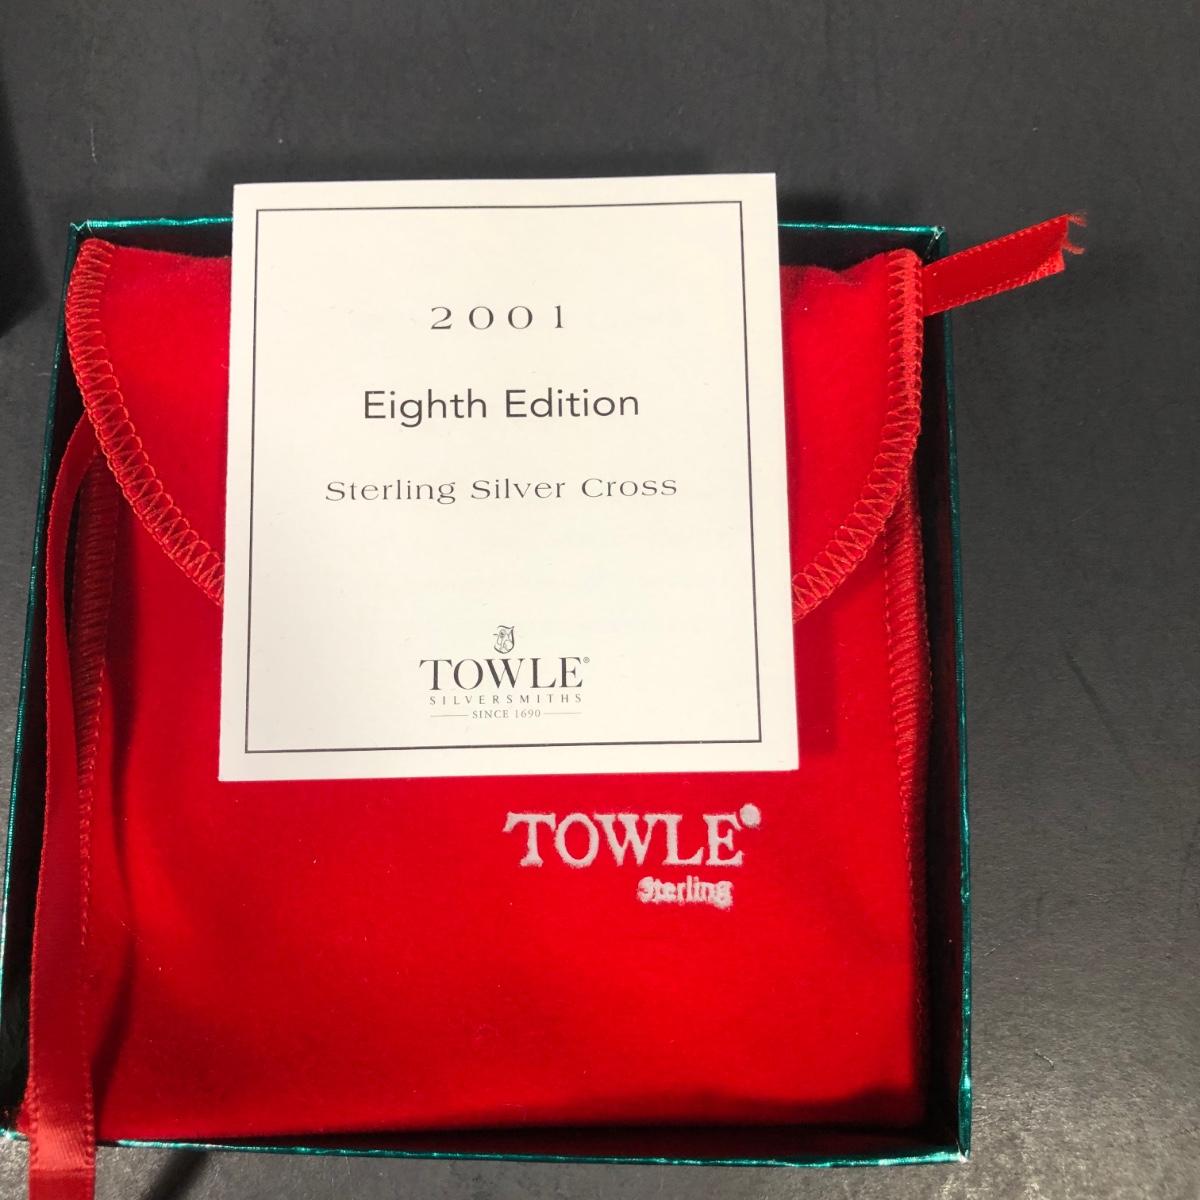 2001
Eighth Edition
Sterling Silver Cross
TOWLE®
SILVERSMITHS
SINCE 1690
TOWLE®
Sterling